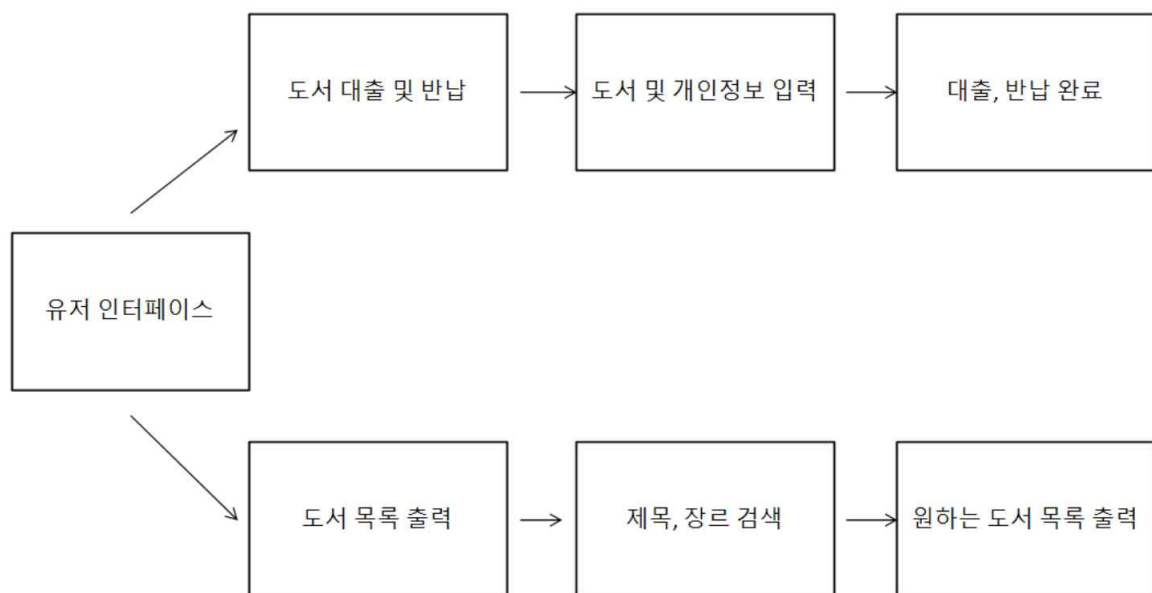 도서 대출 및 반납
도서 및 개인정보 입력
대출, 반납 완료
유저 인터페이스
도서 목록 출력
제목, 장르 검색
원하는 도서 목록 출력